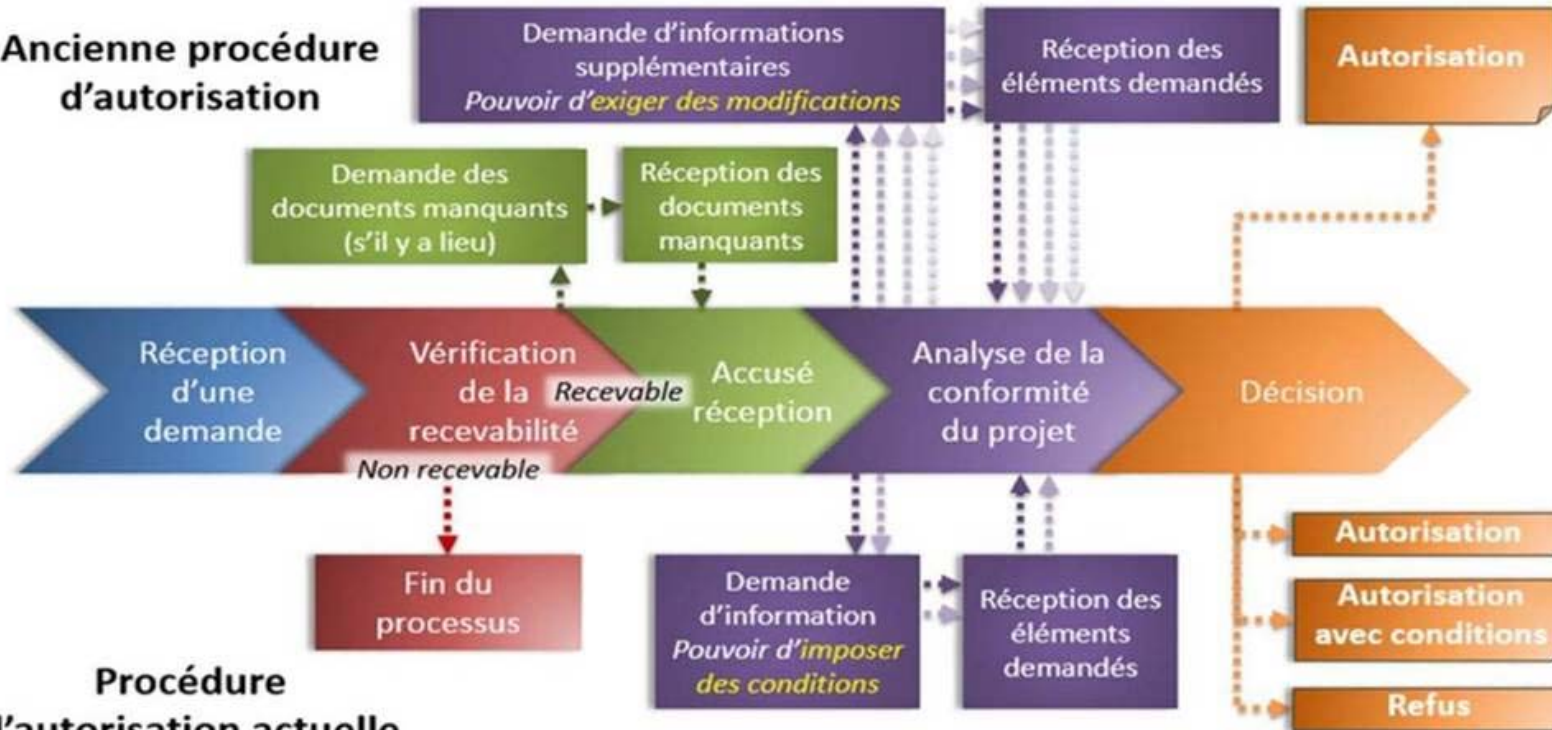 Ancienne procédure
d'autorisation
Demande d'informations
supplémentaires
Pouvoir d'exiger des modifications
Réception des
éléments demandés
Autorisation
Demande des
documents manquants
(s'il y a lieu)
Réception des
documents
manquants
Réception
d'une
demande
Vérification
de la
recevabilité
Recevable
Non recevable
Accusé
réception
Analyse de la
conformité
du projet
Décision
Fin du
processus
Demande
d'information
Pouvoir d'imposer
des conditions
Réception des
éléments
demandés
Autorisation
Autorisation
avec conditions
Refus
Procédure
d'autorisation actuelle